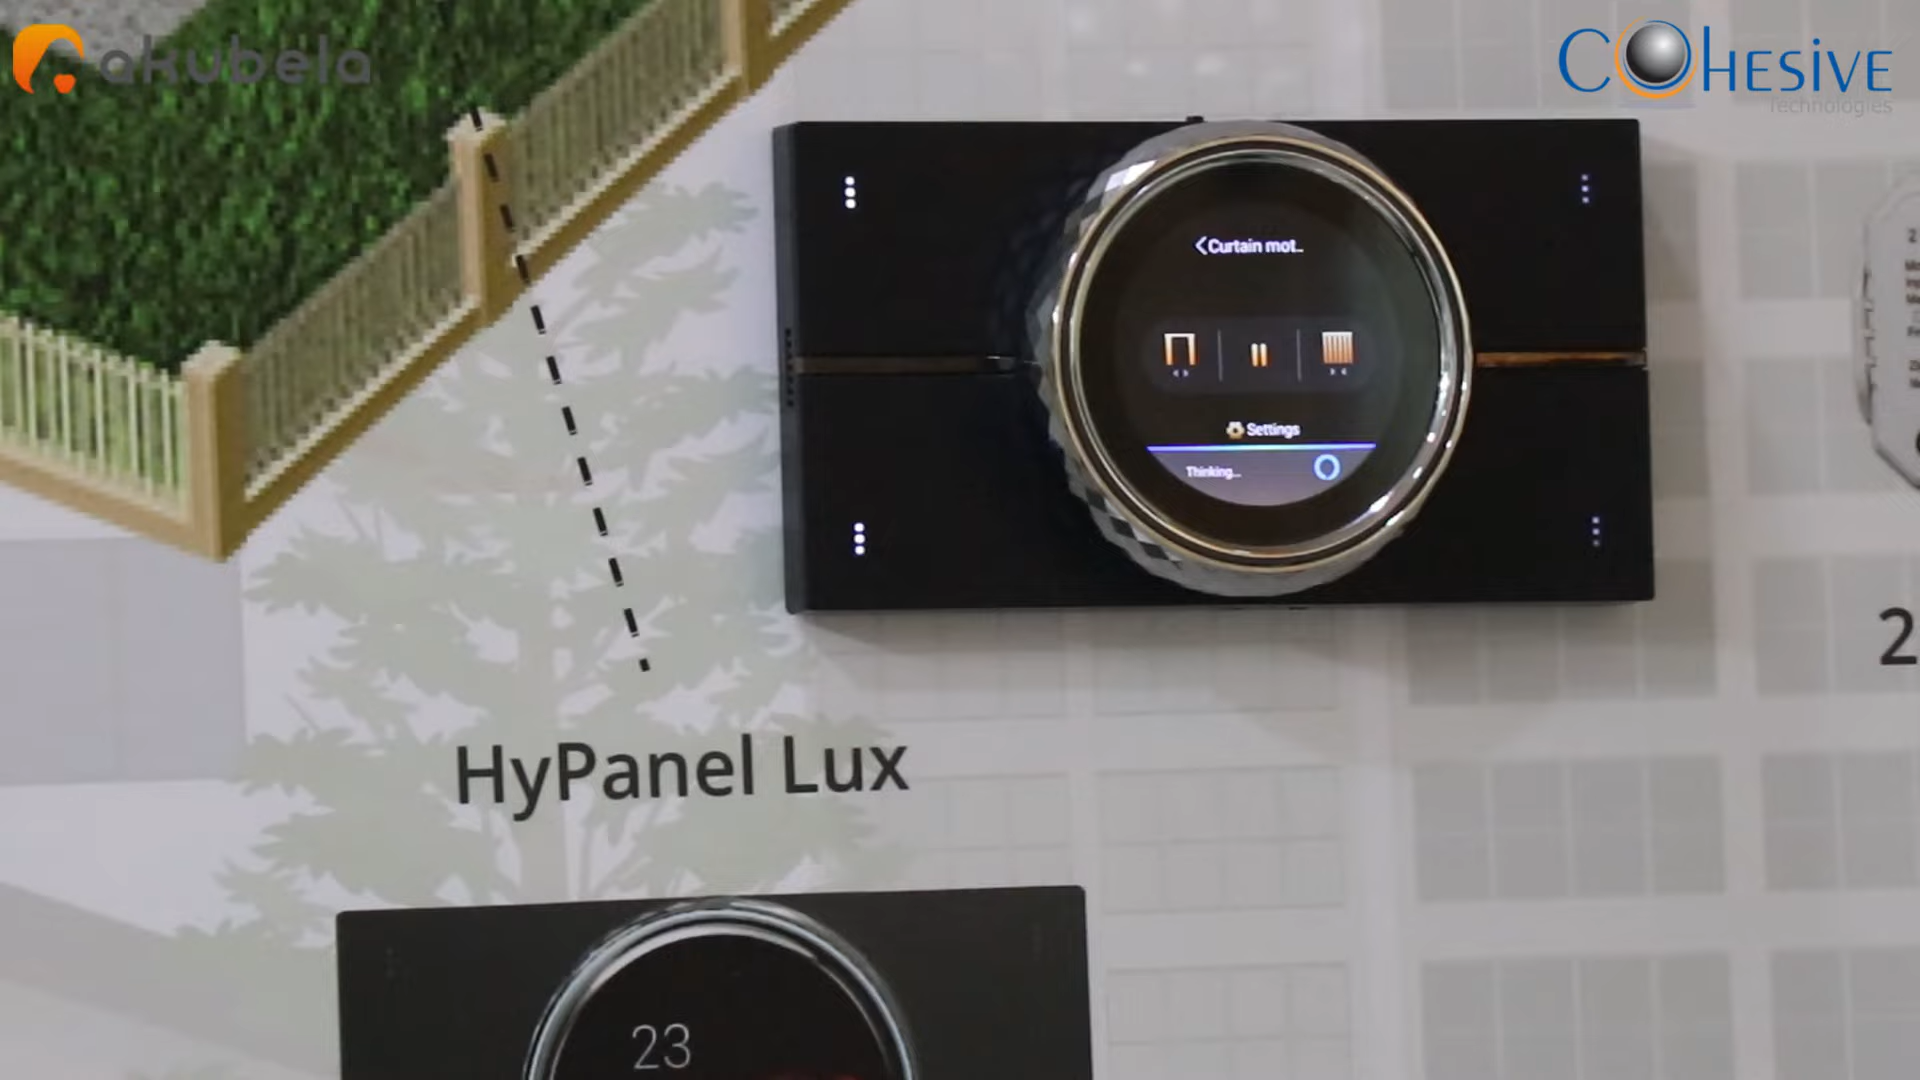 akubela
COHESIVE
Technologies
Curtain mot..
Settings
Thinking...
HyPanel Lux
2
23